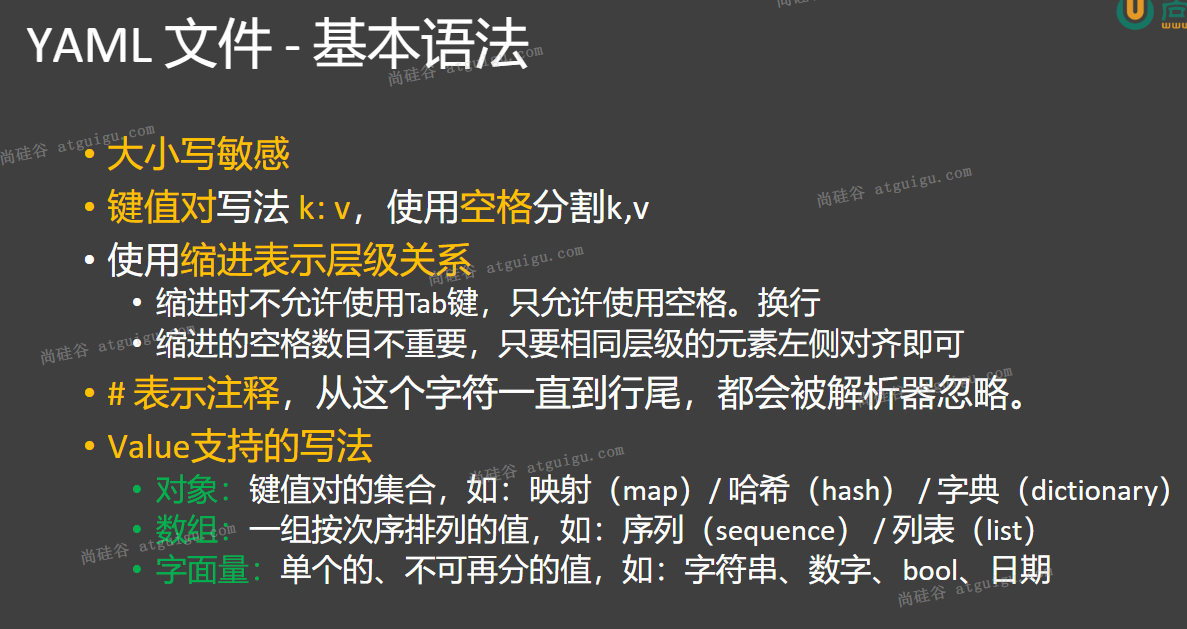 YAML 文件 - 基本语法
• 大小写敏感
• 键值对写法 k: v，使用空格分割k,v
• 使用缩进表示层级关系
• 缩进时不允许使用Tab键，只允许使用空格。换行
• 缩进的空格数目不重要，只要相同层级的元素左侧对齐即可
• # 表示注释，从这个字符一直到行尾，都会被解析器忽略。
• Value支持的写法
• 对象：键值对的集合，如：映射（map）/ 哈希（hash） / 字典（dictionary）
• 数组：一组按次序排列的值，如：序列（sequence） / 列表（list）
• 字面量：单个的、不可再分的值，如：字符串、数字、bool、日期
尚硅谷 atguigu.com
尚硅谷 atguigu.com
尚硅谷 atguigu.com
尚硅谷 atguigu.com
尚硅谷 atguigu.com
尚硅谷 atguigu.com
尚硅谷 atguigu.com
尚硅谷 atguigu.com